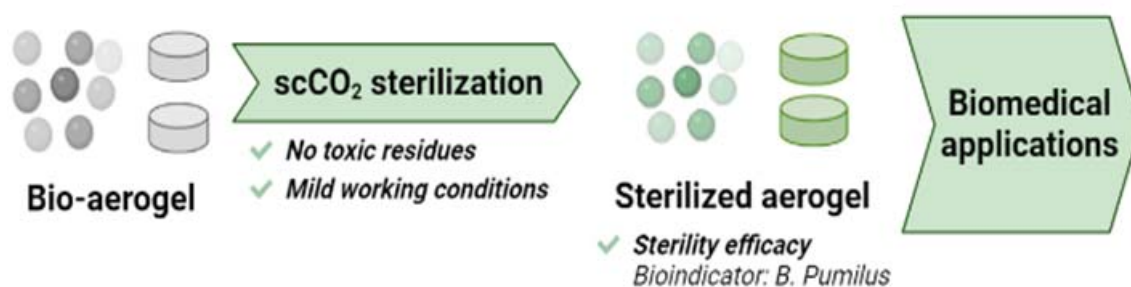 scCO₂ sterilization
No toxic residues
Mild working conditions
Bio-aerogel
Sterilized aerogel
Sterility efficacy
Bioindicator: B. Pumilus
Biomedical
applications